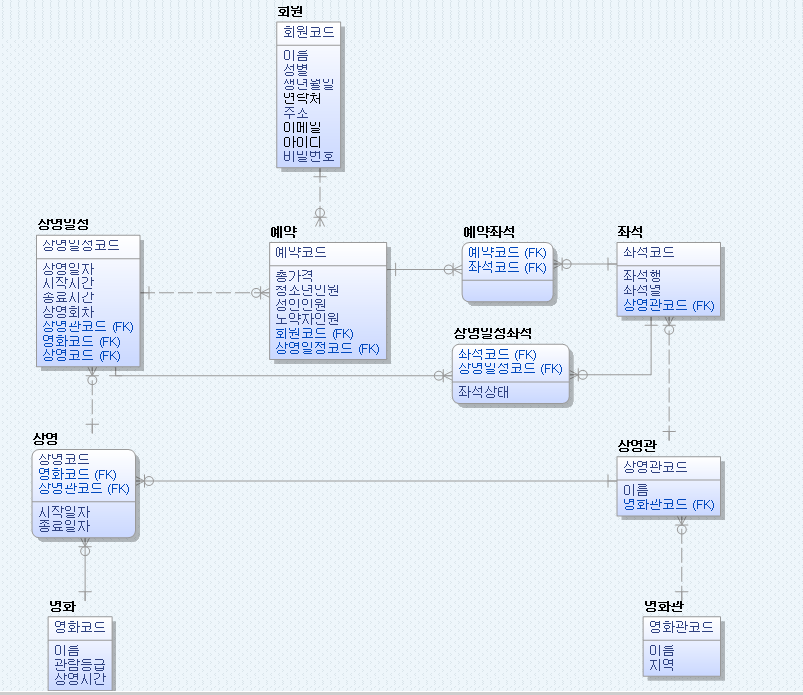 회원
회원코드
이름
성별
생년월일
연락처
주소
이메일
아이디
비밀번호
상영일정
상영일정코드
상영일자
시작시간
종료시간
상영회차
상영관코드 (FK)
영화코드 (FK)
상영코드 (FK)
예약
예약코드
총가격
청소년인원
성인인원
노약자인원
회원코드 (FK)
상영일정코드 (FK)
예약좌석
예약코드 (FK)
좌석코드 (FK)
좌석
좌석코드
좌석행
좌석열
상영관코드 (FK)
상영일정좌석
좌석코드 (FK)
상영일정코드 (FK)
좌석상태
상영
상영코드
영화코드 (FK)
상영관코드 (FK)
시작일자
종료일자
상영관
상영관코드
이름
영화관코드 (FK)
영화
영화코드
이름
관람등급
상영시간
영화관
영화관코드
이름
지역